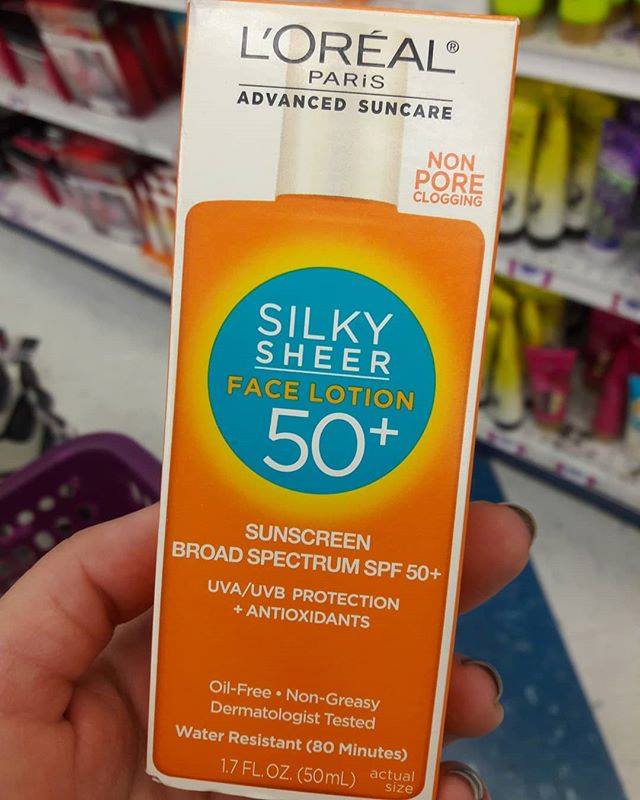 L'ORÉAL®
PARiS
ADVANCED SUNCARE
NON
PORE
CLOGGING
SILKY
SHEER
FACE LOTION
50+
SUNSCREEN
BROAD SPECTRUM SPF 50+
UVA/UVB PROTECTION
+ ANTIOXIDANTS
Oil-Free • Non-Greasy
Dermatologist Tested
Water Resistant (80 Minutes)
1.7 FL. OZ. (50mL) actual
size